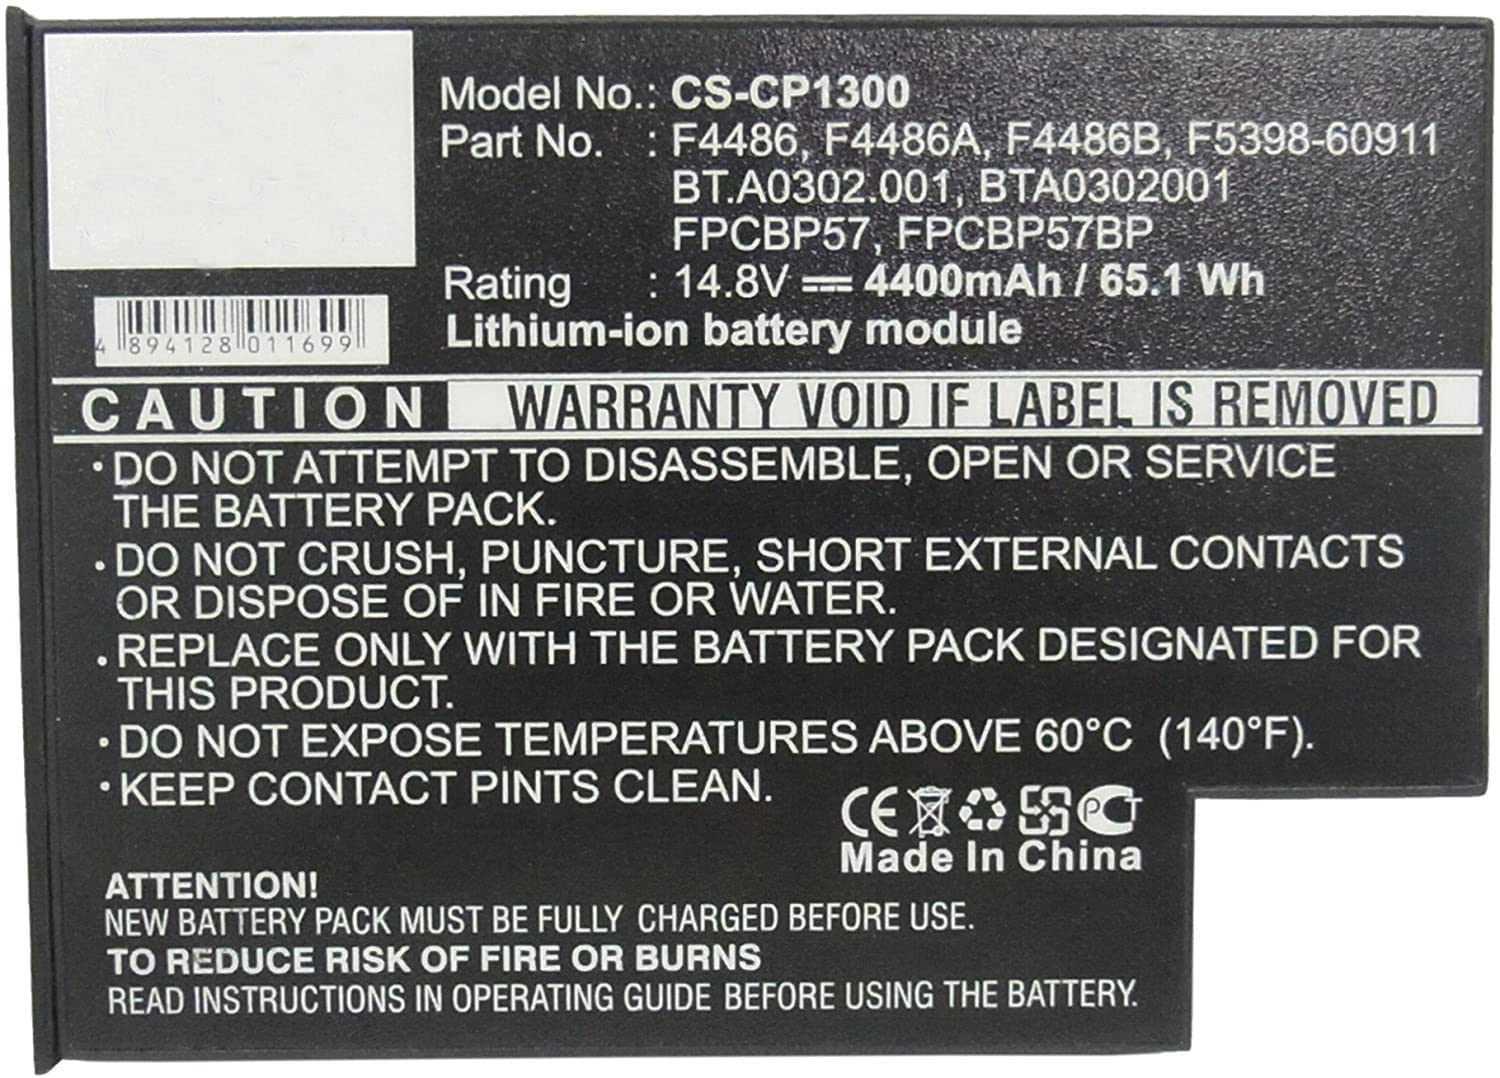 Model No.: CS-CP1300
Part No. : F4486, F4486A, F4486B, F5398-60911
BT.A0302.001, BTA0302001
FPCBP57, FPCBP57BP
Rating : 14.8V ⎓ 4400mAh / 65.1 Wh
Lithium-ion battery module
4 894128 011699
CAUTION WARRANTY VOID IF LABEL IS REMOVED
•DO NOT ATTEMPT TO DISASSEMBLE, OPEN OR SERVICE
THE BATTERY PACK.
•DO NOT CRUSH, PUNCTURE, SHORT EXTERNAL CONTACTS
OR DISPOSE OF IN FIRE OR WATER.
•REPLACE ONLY WITH THE BATTERY PACK DESIGNATED FOR
THIS PRODUCT.
•DO NOT EXPOSE TEMPERATURES ABOVE 60°C (140°F).
•KEEP CONTACT PINTS CLEAN.
CE PCT
Made In China
ATTENTION!
NEW BATTERY PACK MUST BE FULLY CHARGED BEFORE USE.
TO REDUCE RISK OF FIRE OR BURNS
READ INSTRUCTIONS IN OPERATING GUIDE BEFORE USING THE BATTERY.